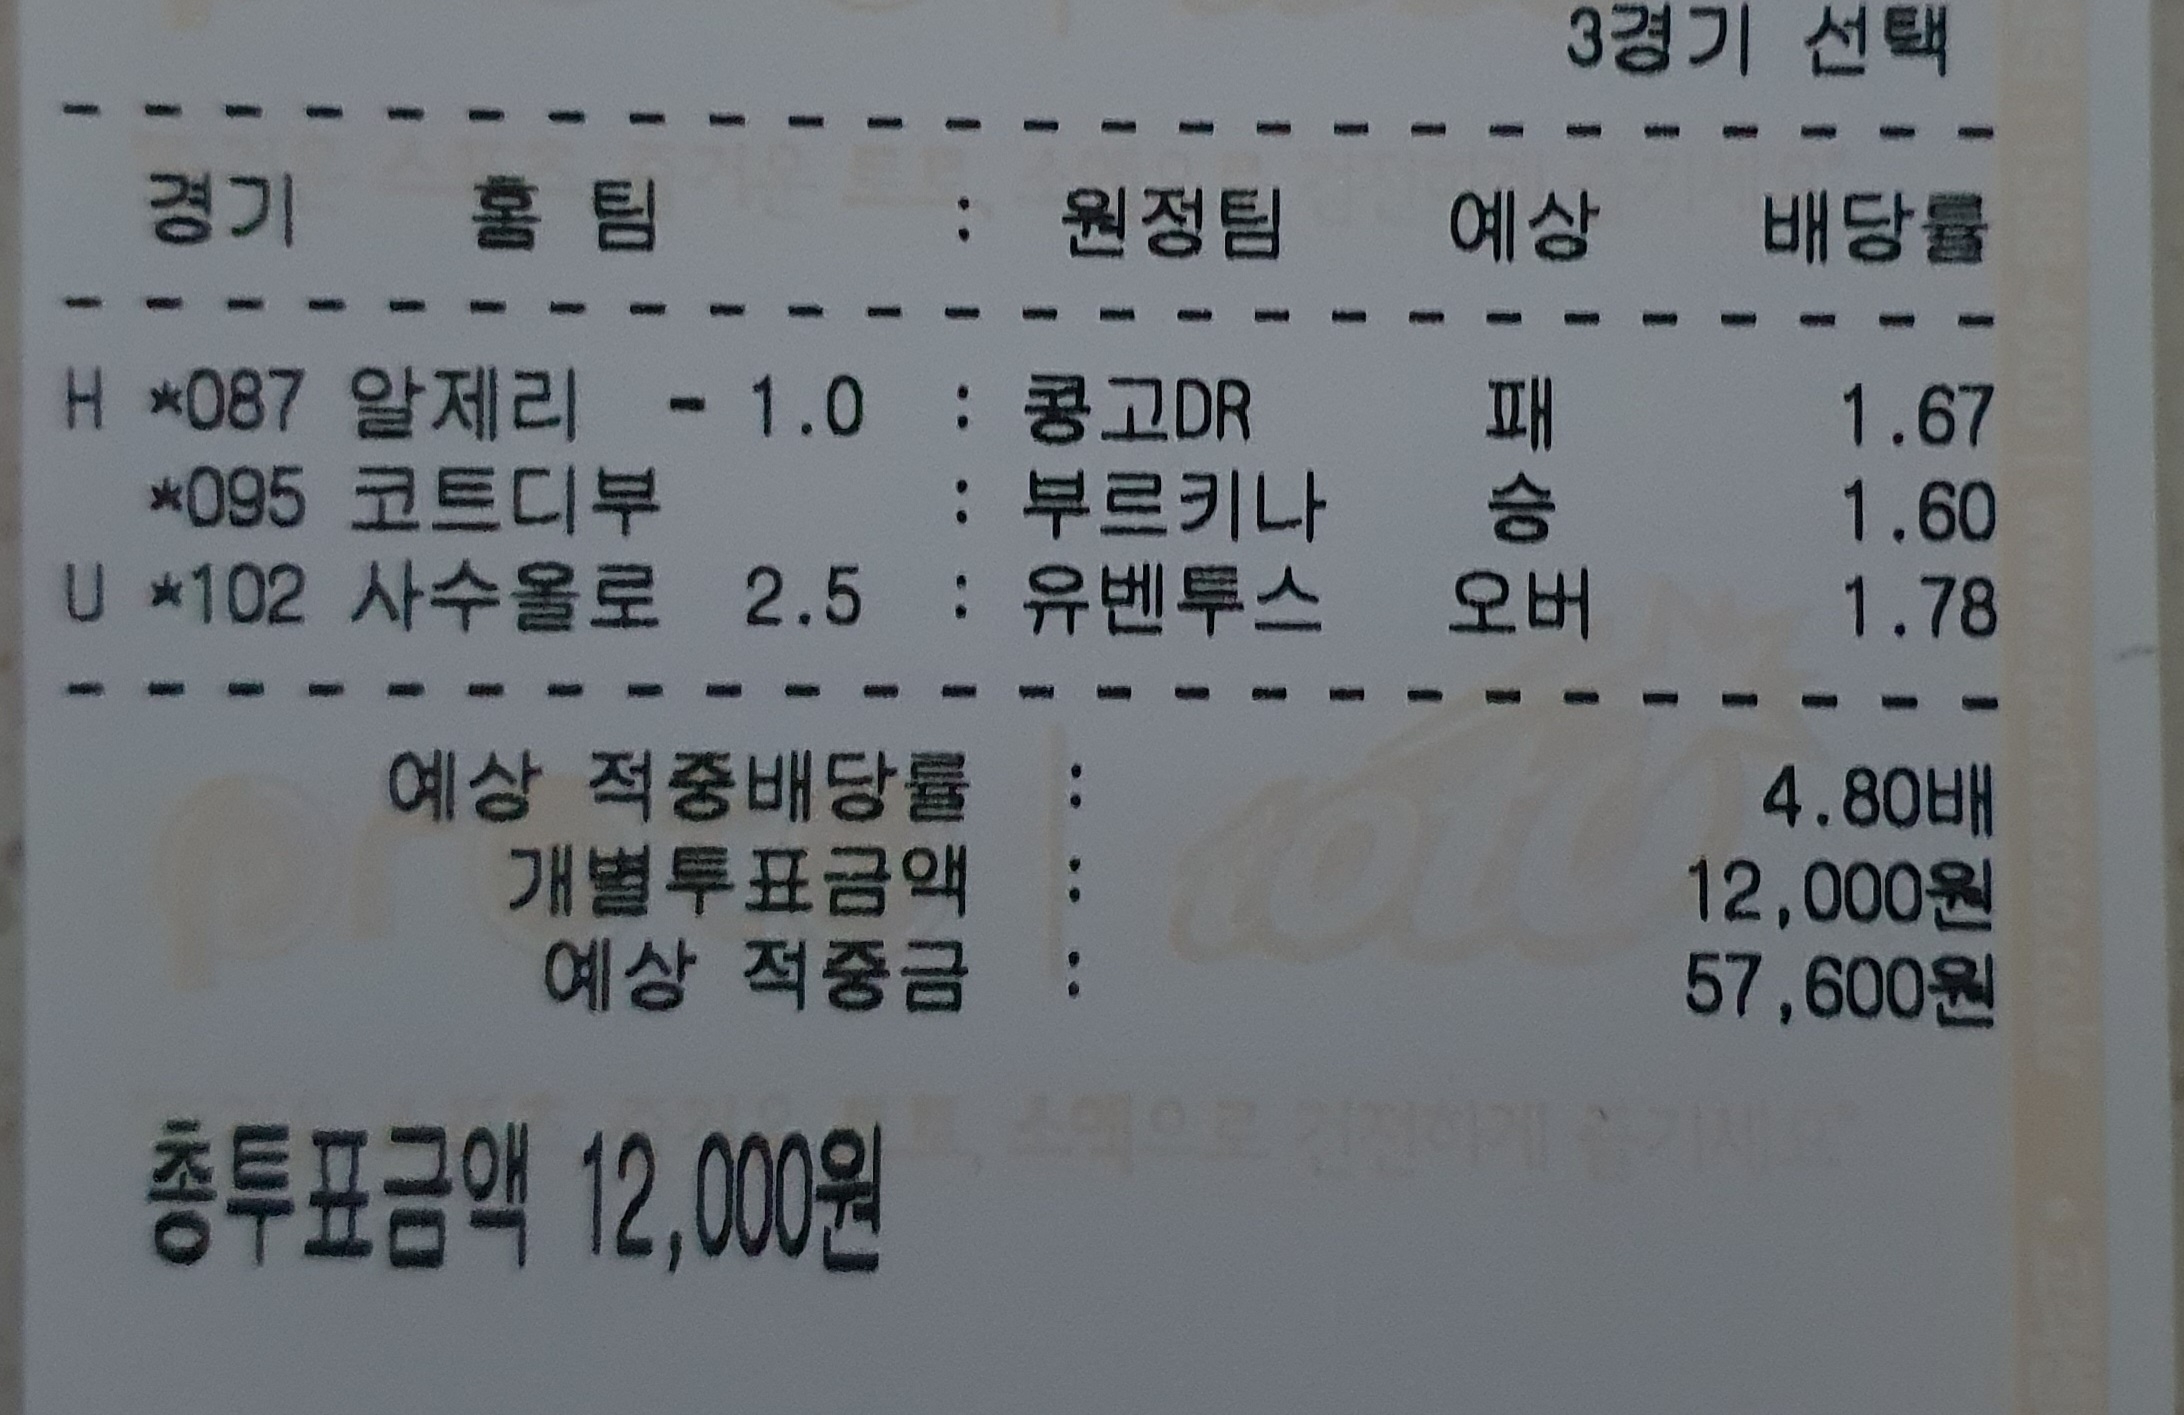 3경기 선택
- - - - - - - - - - - - - - - - - - - - - - - - -
경기 홈 팀 : 원정팀 예상 배당률
- - - - - - - - - - - - - - - - - - - - - - - - -
H *087 알제리 - 1.0 : 콩고DR 패 1.67
*095 코트디부 : 부르키나 승 1.60
U *102 사수올로 2.5 : 유벤투스 오버 1.78
- - - - - - - - - - - - - - - - - - - - - - - - -
예상 적중배당률 : 4.80배
개별투표금액 : 12,000원
예상 적중금 : 57,600원
총투표금액 12,000원